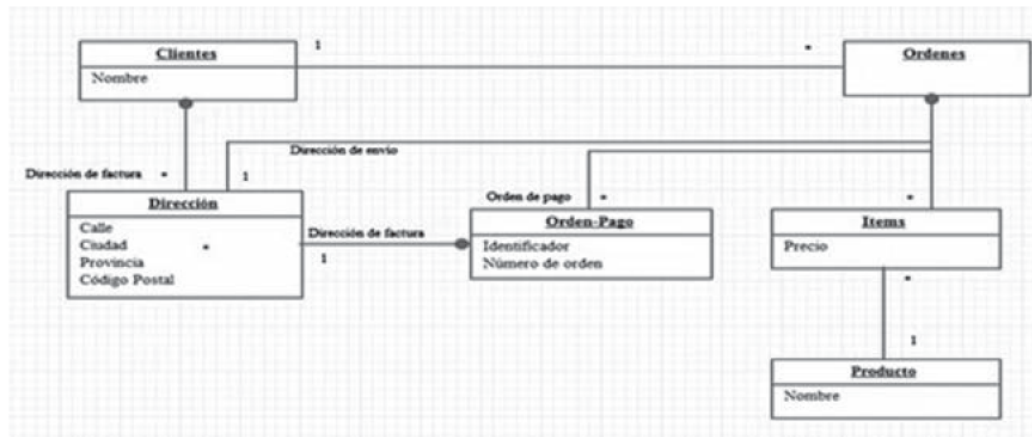 Clientes
Nombre
1
*
Ordenes
Dirección de envío
Dirección de factura
*
1
Dirección
Calle
Ciudad
*
Provincia
Código Postal
Dirección de factura
1
Orden de pago
*
Orden-Pago
Identificador
Número de orden
*
Items
Precio
*
1
Producto
Nombre